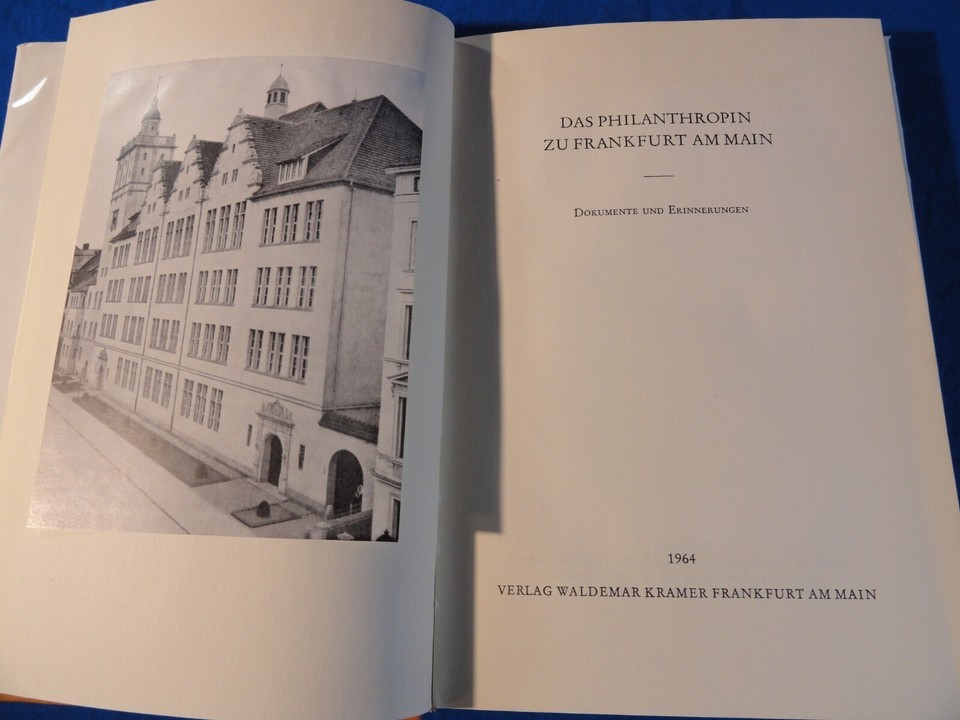 DAS PHILANTHROPIN
ZU FRANKFURT AM MAIN
DOKUMENTE UND ERINNERUNGEN
1964
VERLAG WALDEMAR KRAMER FRANKFURT AM MAIN